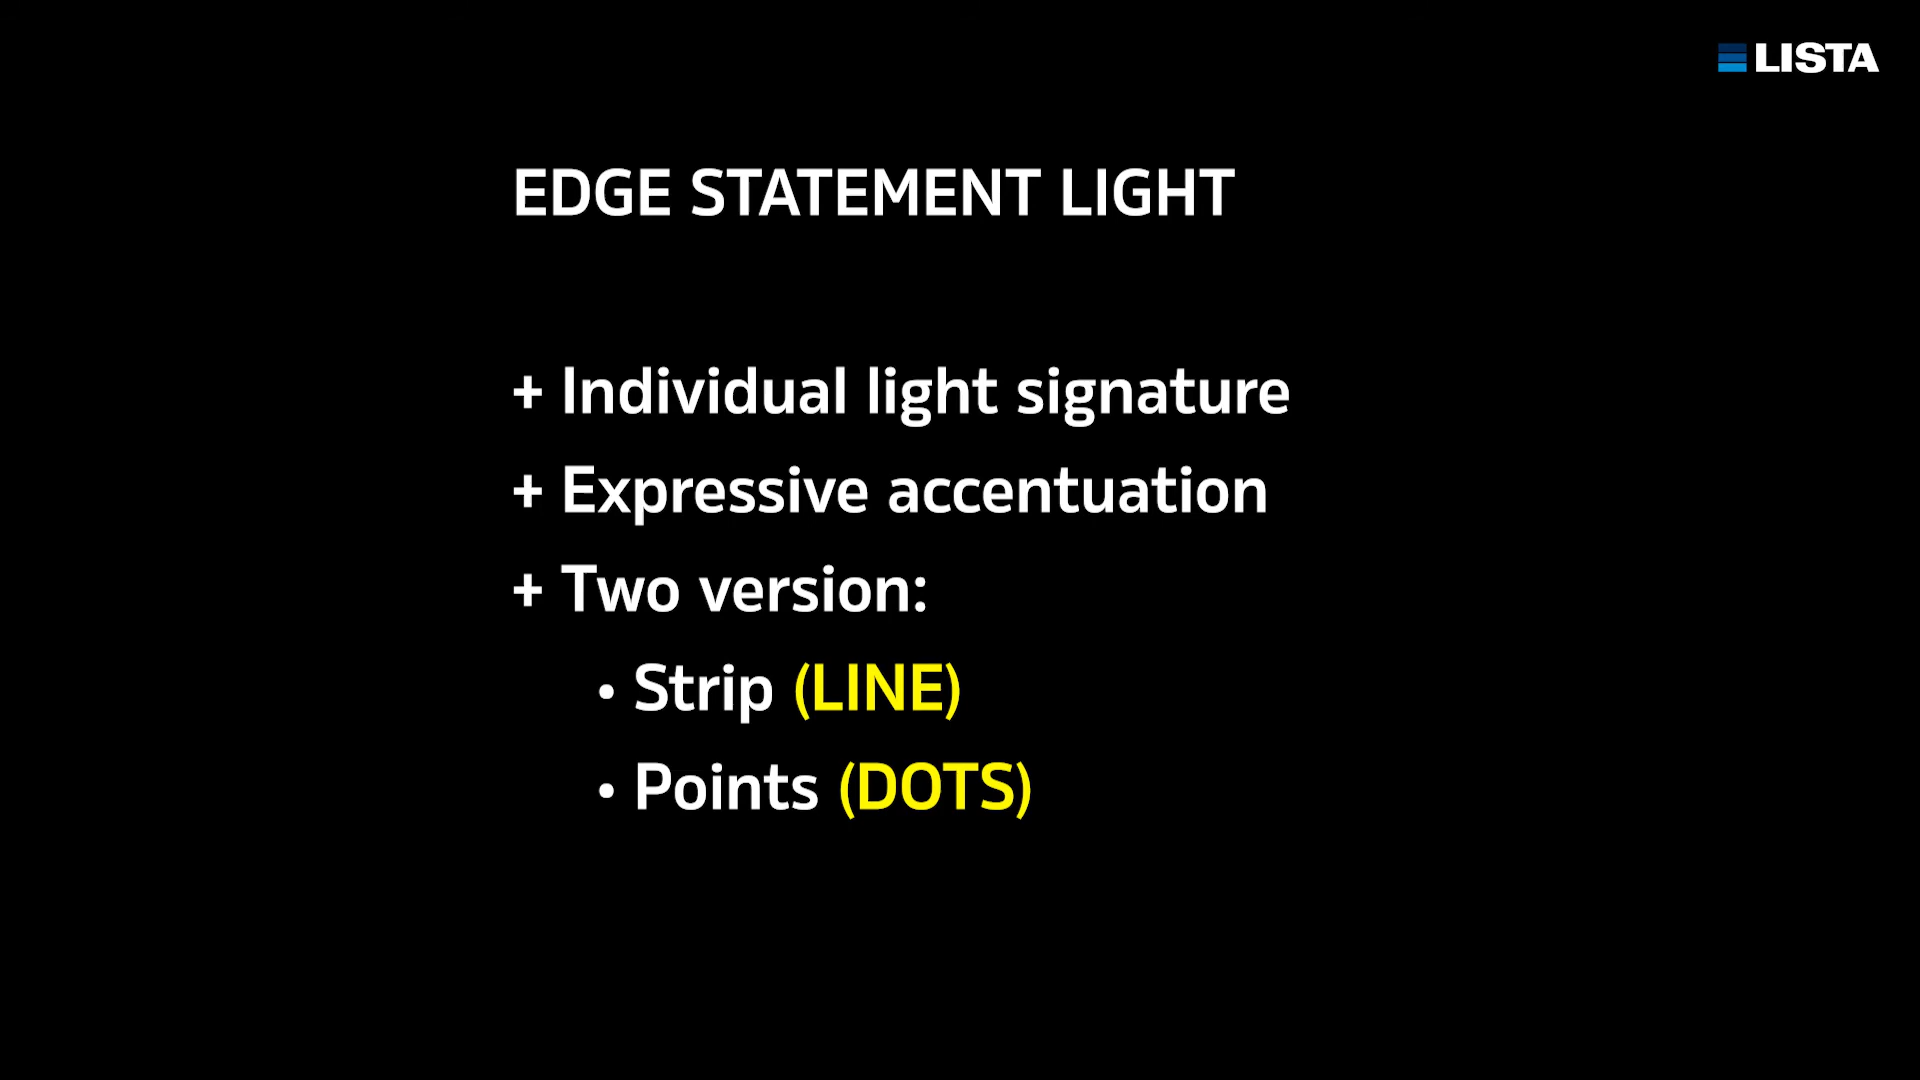 LISTA
EDGE STATEMENT LIGHT
+ Individual light signature
+ Expressive accentuation
+ Two version:
• Strip (LINE)
• Points (DOTS)